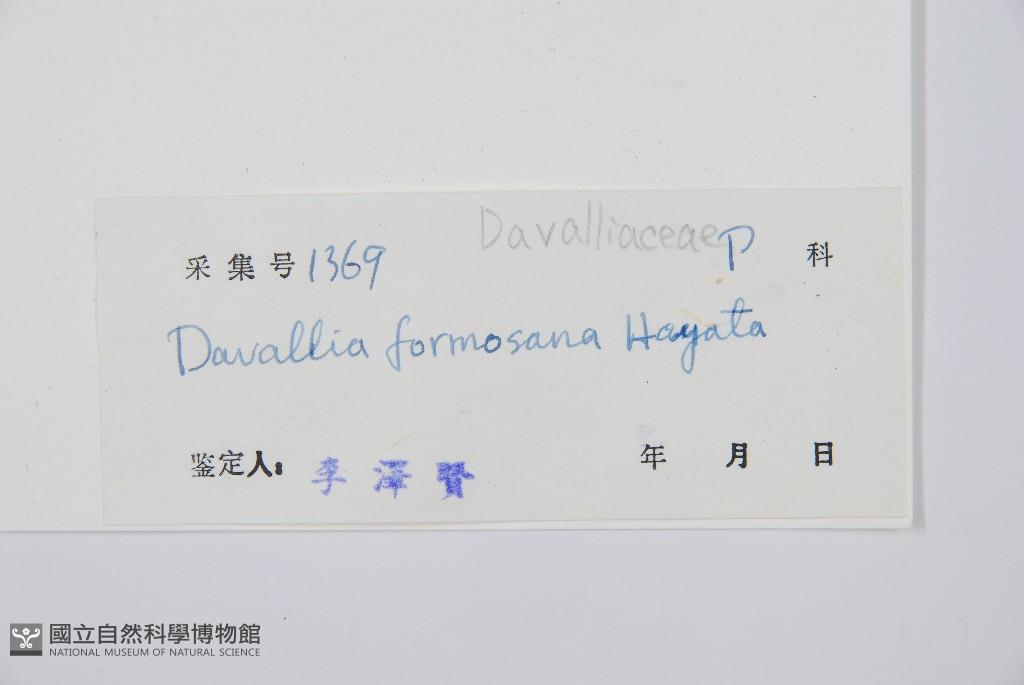 Davalliaceae
采集号 1369 P 科
Davallia formosana Hayata
鉴定人: 李澤賢 年 月 日
國立自然科學博物館
NATIONAL MUSEUM OF NATURAL SCIENCE